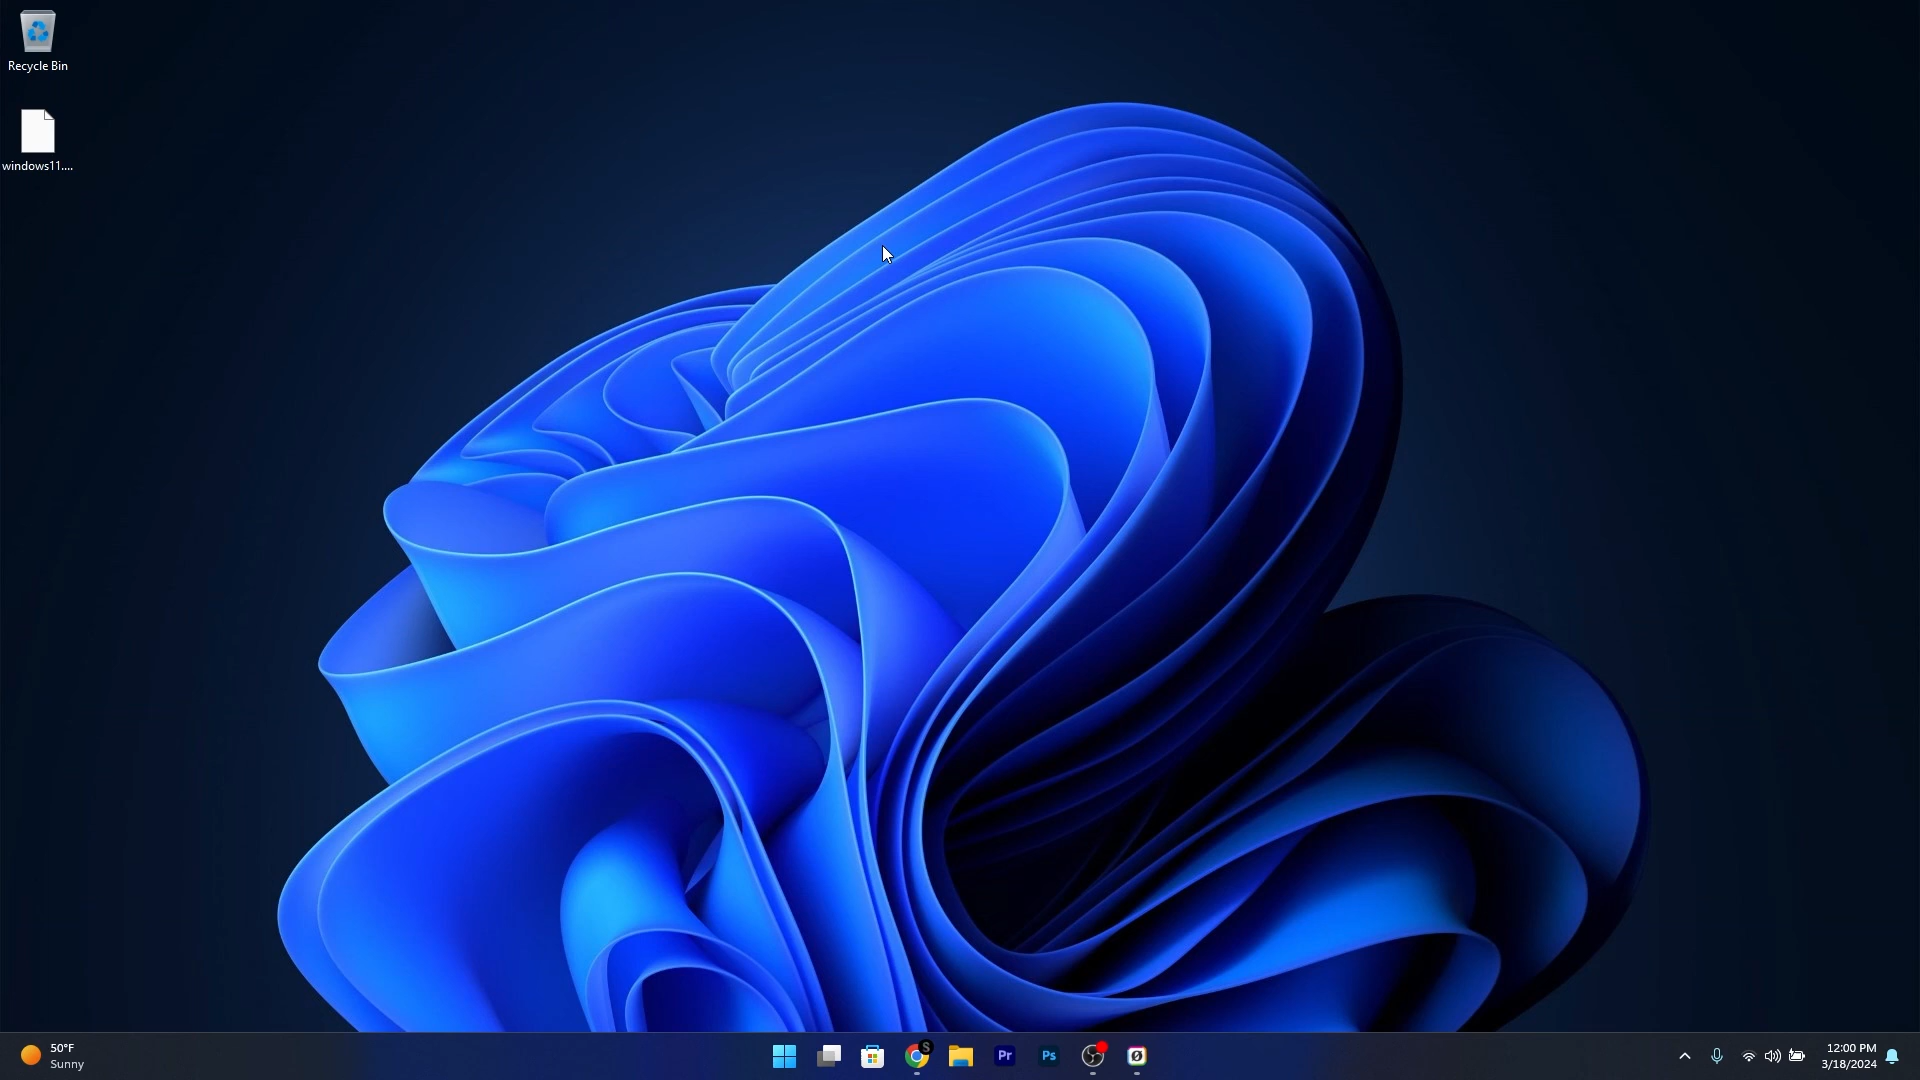 Recycle Bin
windows11....
50°F
Sunny
S
Pr
Ps
12:00 PM
3/18/2024